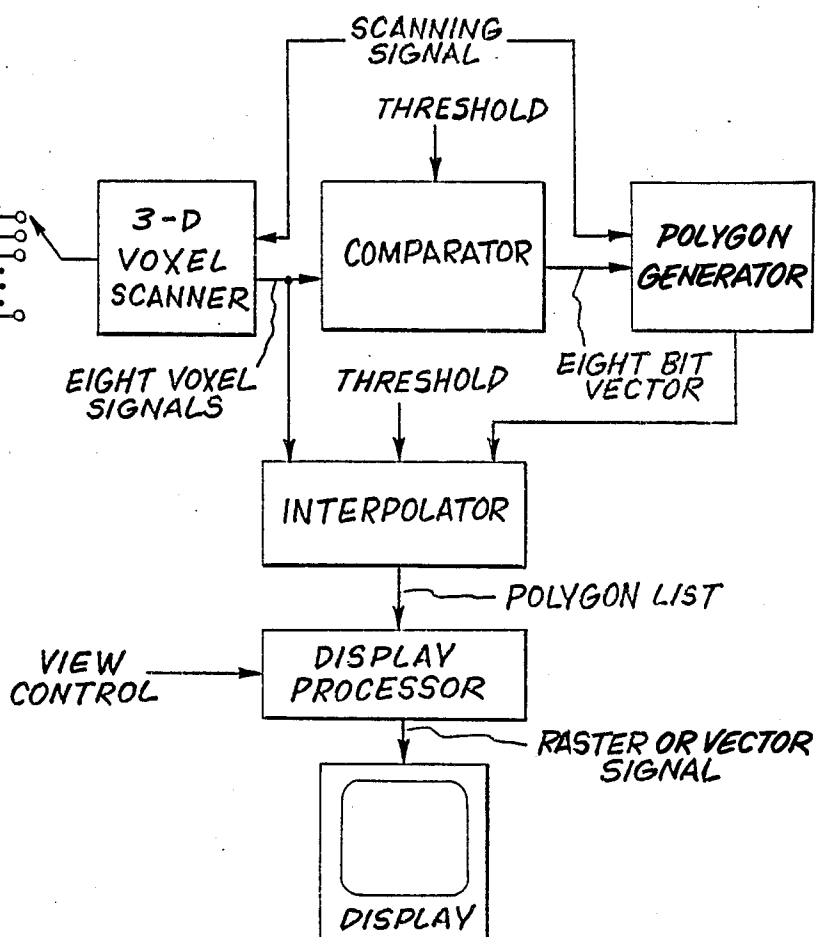 SCANNING
SIGNAL
THRESHOLD
3-D
VOXEL
SCANNER
COMPARATOR
POLYGON
GENERATOR
EIGHT VOXEL
SIGNALS
THRESHOLD
EIGHT BIT
VECTOR
INTERPOLATOR
POLYGON LIST
VIEW
CONTROL
DISPLAY
PROCESSOR
RASTER OR VECTOR
SIGNAL
DISPLAY